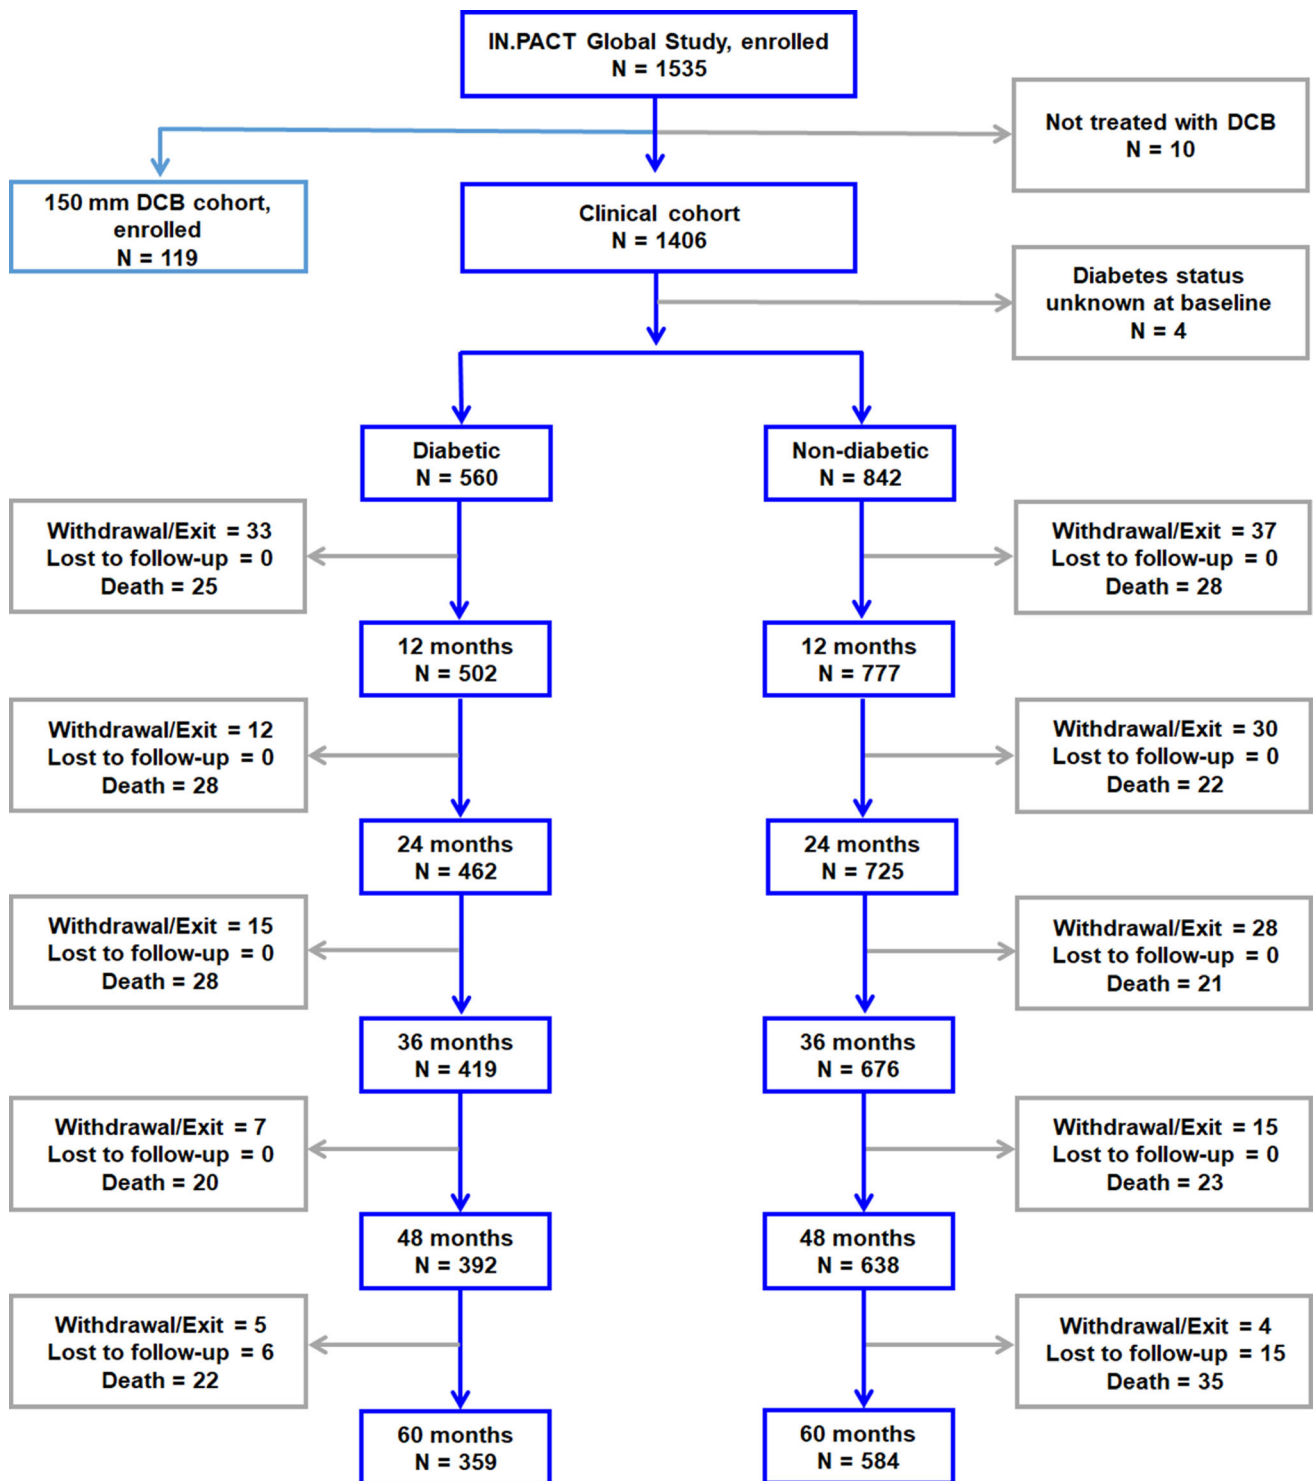 IN.PACT Global Study, enrolled
N = 1535
Not treated with DCB
N = 10
150 mm DCB cohort,
enrolled
N = 119
Clinical cohort
N = 1406
Diabetes status
unknown at baseline
N = 4
Diabetic
N = 560
Non-diabetic
N = 842
Withdrawal/Exit = 33
Lost to follow-up = 0
Death = 25
Withdrawal/Exit = 37
Lost to follow-up = 0
Death = 28
12 months
N = 502
12 months
N = 777
Withdrawal/Exit = 12
Lost to follow-up = 0
Death = 28
Withdrawal/Exit = 30
Lost to follow-up = 0
Death = 22
24 months
N = 462
24 months
N = 725
Withdrawal/Exit = 15
Lost to follow-up = 0
Death = 28
Withdrawal/Exit = 28
Lost to follow-up = 0
Death = 21
36 months
N = 419
36 months
N = 676
Withdrawal/Exit = 7
Lost to follow-up = 0
Death = 20
Withdrawal/Exit = 15
Lost to follow-up = 0
Death = 23
48 months
N = 392
48 months
N = 638
Withdrawal/Exit = 5
Lost to follow-up = 6
Death = 22
Withdrawal/Exit = 4
Lost to follow-up = 15
Death = 35
60 months
N = 359
60 months
N = 584